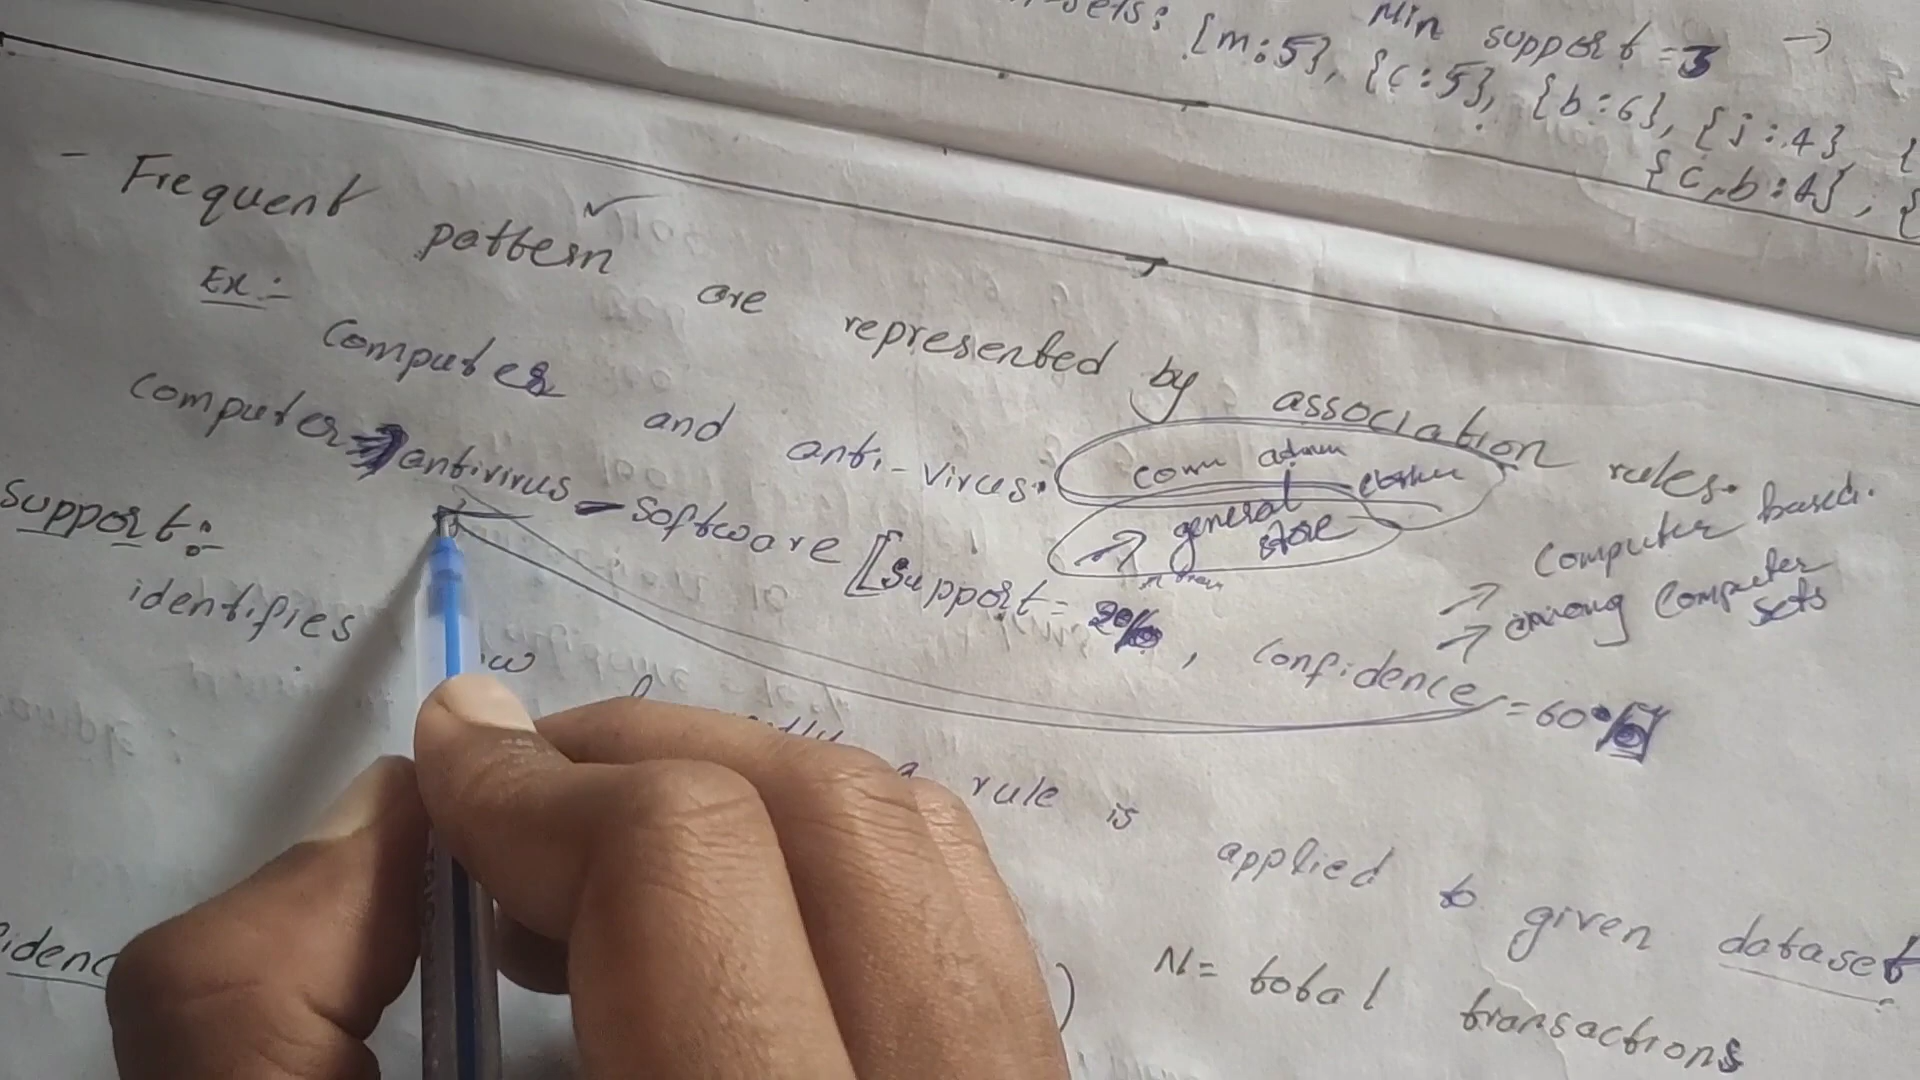 Min support = 3 →
sets: {m:5}, {c:5}, {b:6}, {j:4} {
{c, b:4}, {
- Frequent pattern are represented by association rules.
Ex:- Computer and anti-virus.
general store
→ Computer based.
→ among Computer sets
Computer ⇒ antivirus - software [support = 20%, Confidence = 60%]
Support:-
identifies rule is applied to given dataset
N = total transactions